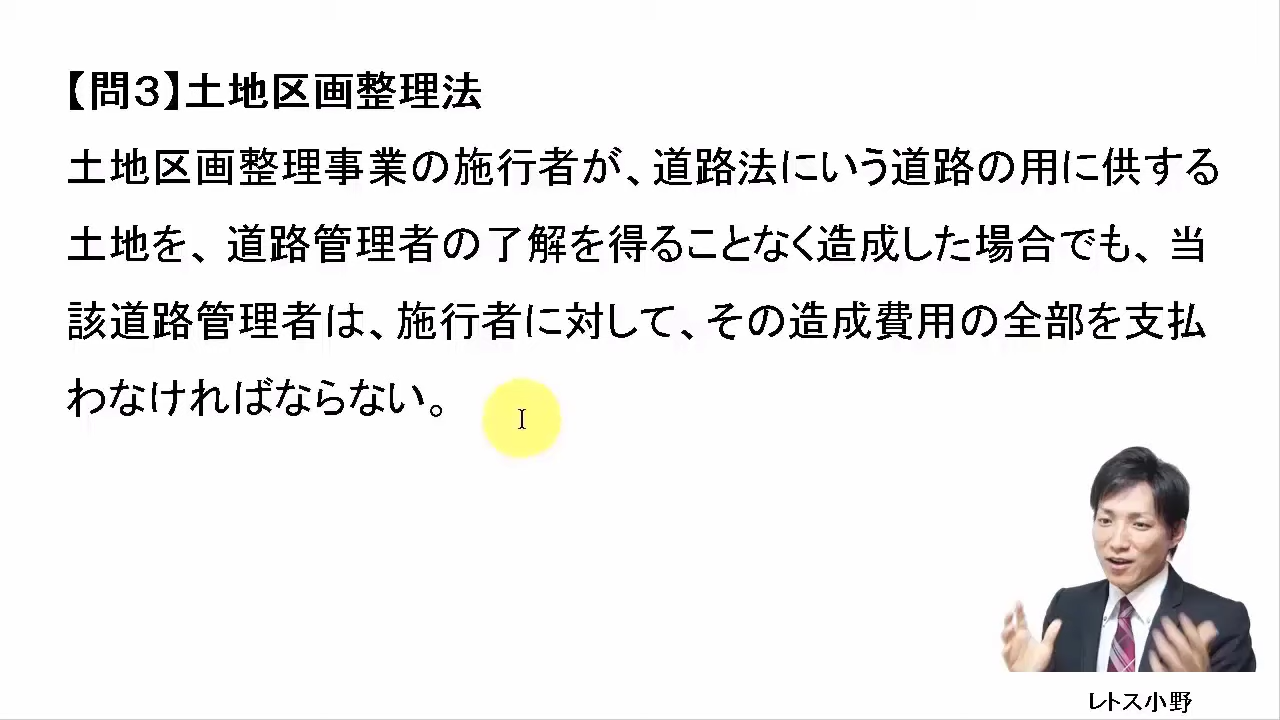 【問３】土地区画整理法
土地区画整理事業の施行者が、道路法にいう道路の用に供する
土地を、道路管理者の了解を得ることなく造成した場合でも、当
該道路管理者は、施行者に対して、その造成費用の全部を支払
わなければならない。
レトス小野